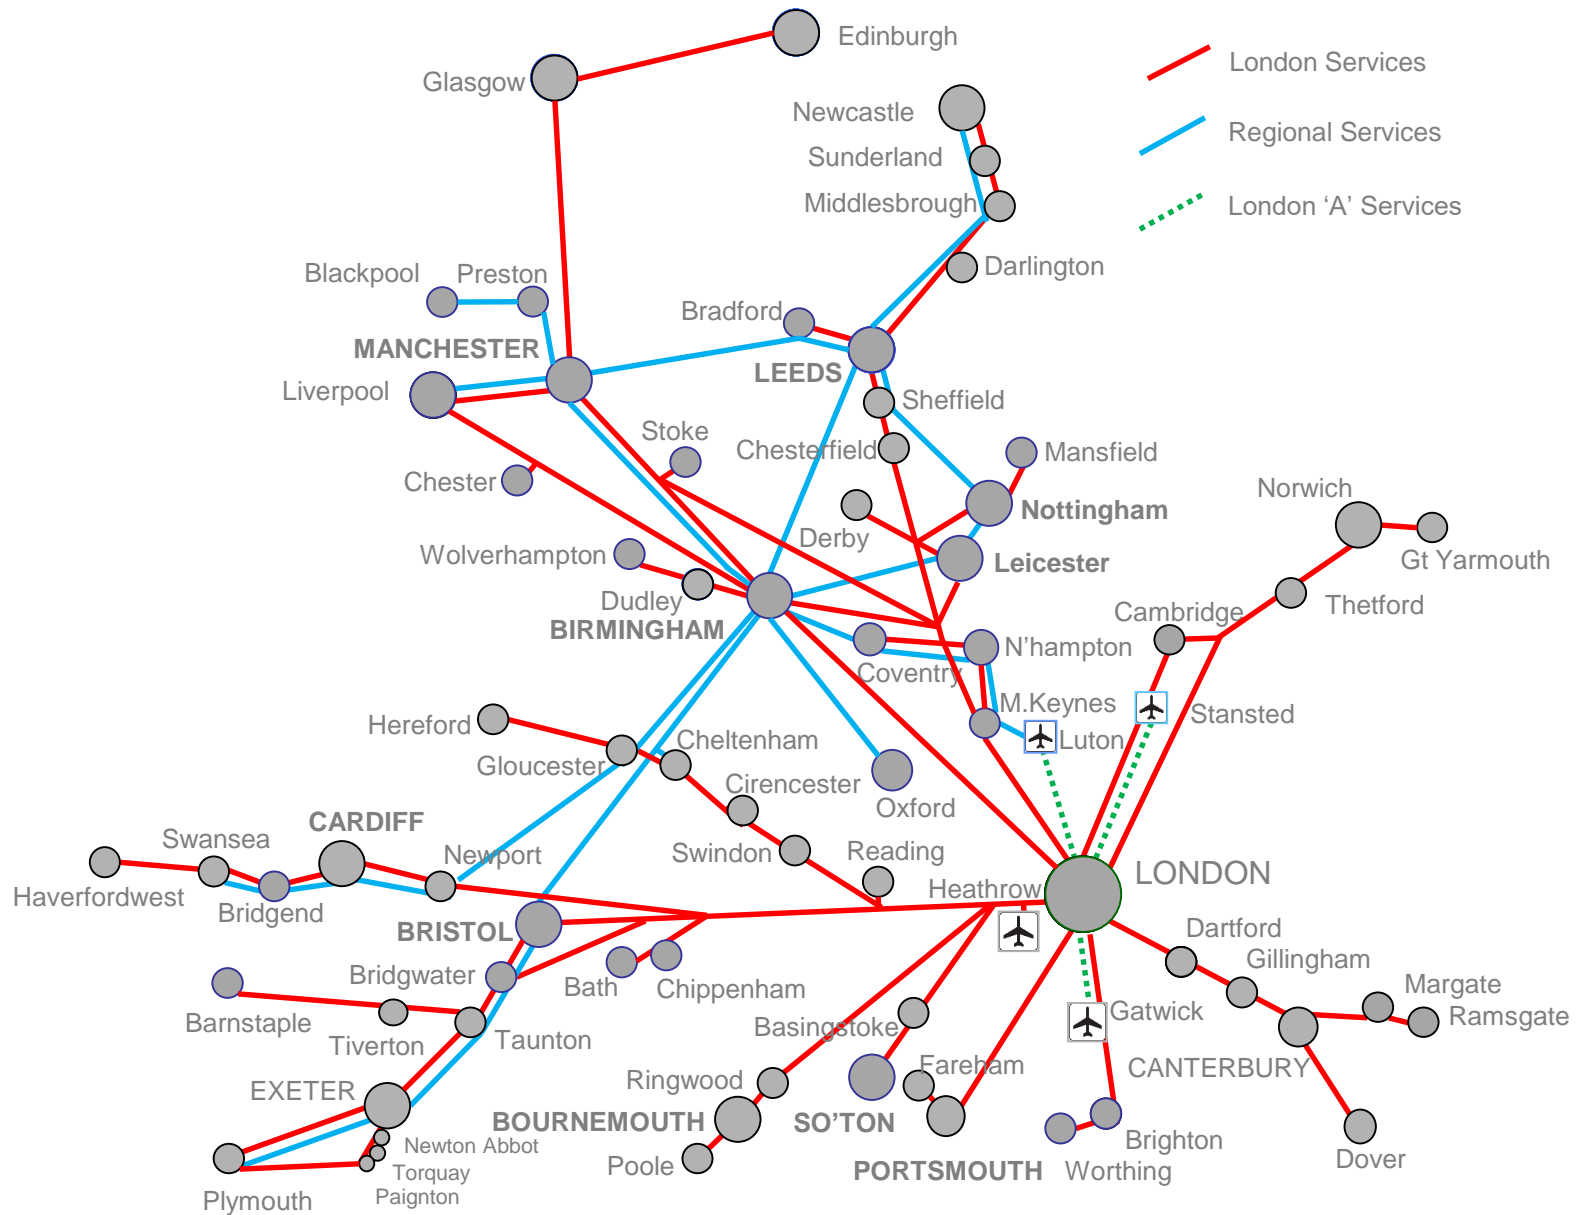 Edinburgh
Glasgow
London Services
Newcastle
Regional Services
Sunderland
Middlesbrough
London ‘A’ Services
Darlington
Blackpool
Preston
Bradford
MANCHESTER
LEEDS
Liverpool
Sheffield
Stoke
Chesterfield
Mansfield
Chester
Norwich
Nottingham
Derby
Gt Yarmouth
Wolverhampton
Leicester
Dudley
Thetford
Cambridge
BIRMINGHAM
N’hampton
Coventry
M.Keynes
Stansted
Hereford
Cheltenham
Luton
Gloucester
Cirencester
Oxford
CARDIFF
Swansea
Newport
Swindon
Reading
LONDON
Haverfordwest
Heathrow
Bridgend
BRISTOL
Dartford
Gillingham
Bridgwater
Bath
Chippenham
Margate
Barnstaple
Gatwick
Ramsgate
Basingstoke
Tiverton
Taunton
Fareham
CANTERBURY
EXETER
Ringwood
BOURNEMOUTH
SO’TON
Newton Abbot
Brighton
Poole
Torquay
PORTSMOUTH
Worthing
Dover
Plymouth
Paignton